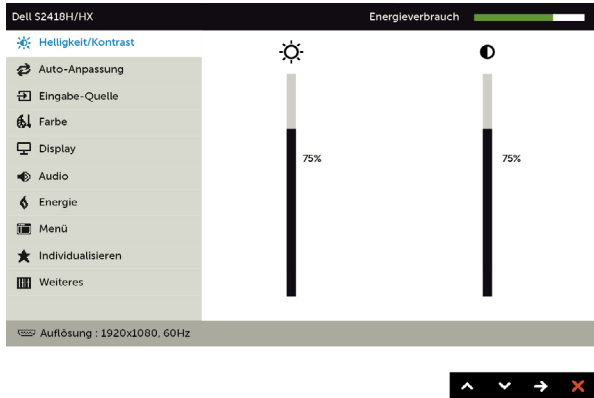 Dell S2418H/HX
Energieverbrauch
Helligkeit/Kontrast
Auto-Anpassung
Eingabe-Quelle
Farbe
Display
Audio
Energie
Menü
Individualisieren
Weiteres
75%
75%
Auflösung : 1920x1080, 60Hz